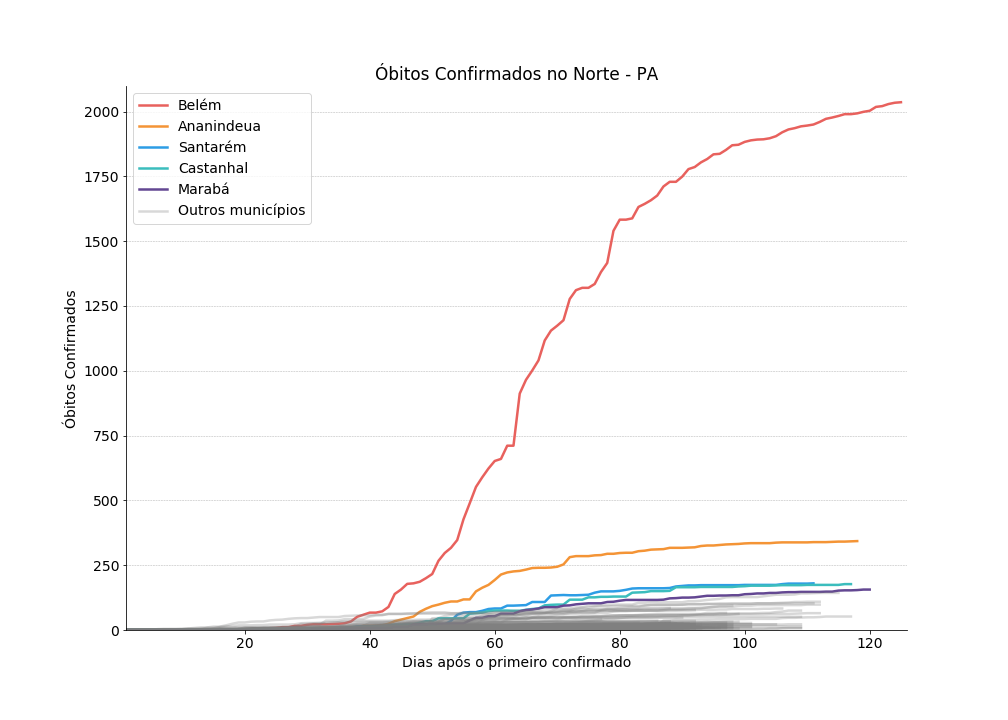 Óbitos Confirmados no Norte - PA
Belém
Ananindeua
Santarém
Castanhal
Marabá
Outros municípios
2000
1750
1500
1250
1000
750
500
250
0
Óbitos Confirmados
20 40 60 80 100 120
Dias após o primeiro confirmado